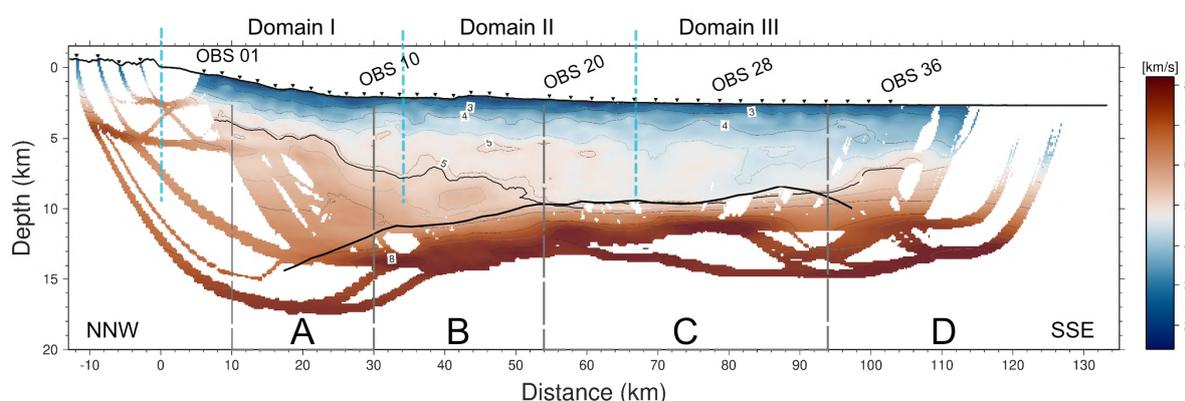 Domain I Domain II Domain III
OBS 01 OBS 10 OBS 20 OBS 28 OBS 36
[km/s]
0
5
10
15
20
Depth (km)
3 4 5 5 8 3 4
NNW A B C D SSE
-10 0 10 20 30 40 50 60 70 80 90 100 110 120 130
Distance (km)